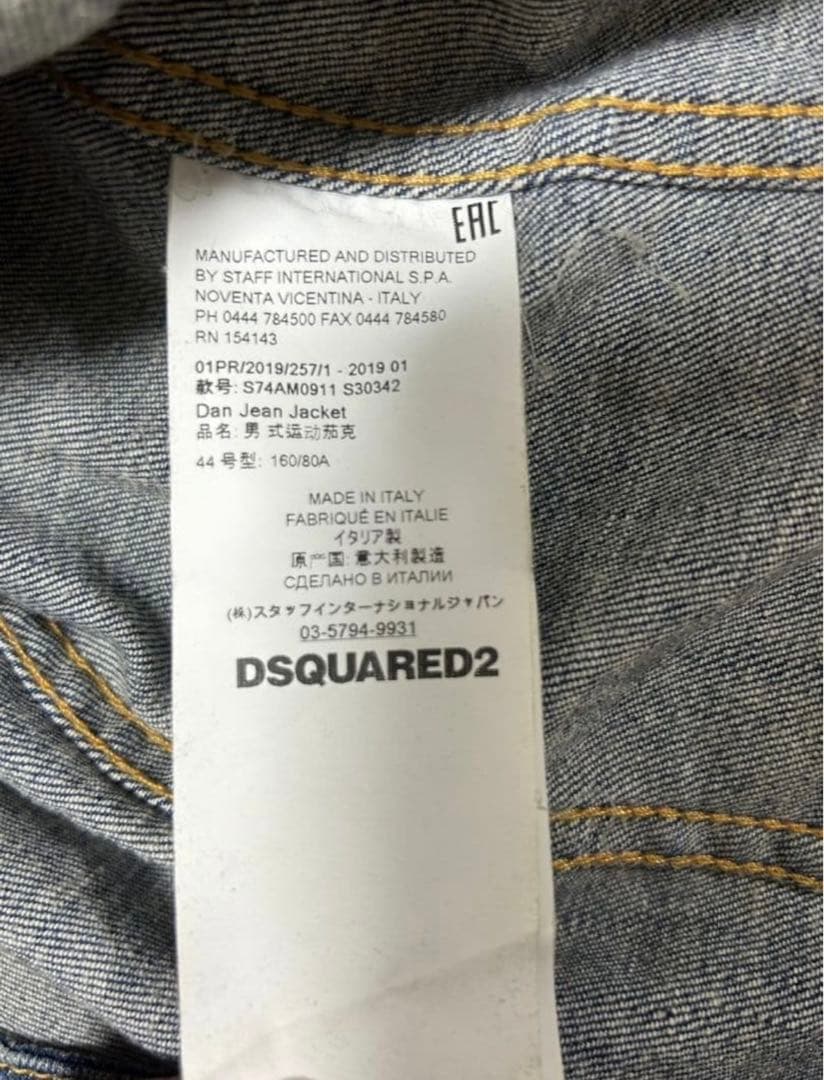 EAC
MANUFACTURED AND DISTRIBUTED
BY STAFF INTERNATIONAL S.P.A.
NOVENTA VICENTINA - ITALY
PH 0444 784500 FAX 0444 784580
RN 154143
01PR/2019/257/1 - 2019 01
款号: S74AM0911 S30342
Dan Jean Jacket
品名: 男 式运动茄克
44 号型: 160/80A
MADE IN ITALY
FABRIQUÉ EN ITALIE
イタリア製
原产国: 意大利製造
СДЕЛАНО В ИТАЛИИ
(株)スタッフインターナショナルジャパン
03-5794-9931
DSQUARED2